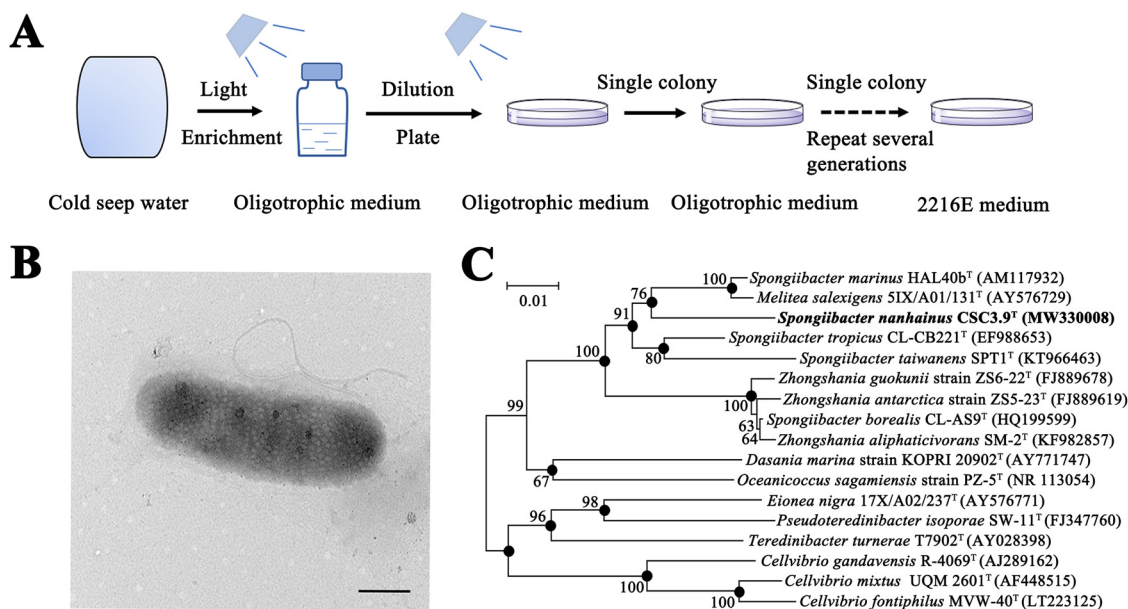 A
Light
Enrichment
Dilution
Plate
Single colony
Single colony
Repeat several
generations
Cold seep water
Oligotrophic medium
Oligotrophic medium
Oligotrophic medium
2216E medium
B
C
0.01
Spongiibacter marinus HAL40bᵀ (AM117932)
Melitea salexigens 5IX/A01/131ᵀ (AY576729)
Spongiibacter nanhainus CSC3.9ᵀ (MW330008)
Spongiibacter tropicus CL-CB221ᵀ (EF988653)
Spongiibacter taiwanens SPT1ᵀ (KT966463)
Zhongshania guokunii strain ZS6-22ᵀ (FJ889678)
Zhongshania antarctica strain ZS5-23ᵀ (FJ889619)
Spongiibacter borealis CL-AS9ᵀ (HQ199599)
Zhongshania aliphaticivorans SM-2ᵀ (KF982857)
Dasania marina strain KOPRI 20902ᵀ (AY771747)
Oceanicoccus sagamiensis strain PZ-5ᵀ (NR 113054)
Eionea nigra 17X/A02/237ᵀ (AY576771)
Pseudoteredinibacter isoporae SW-11ᵀ (FJ347760)
Teredinibacter turnerae T7902ᵀ (AY028398)
Cellvibrio gandavensis R-4069ᵀ (AJ289162)
Cellvibrio mixtus UQM 2601ᵀ (AF448515)
Cellvibrio fontiphilus MVW-40ᵀ (LT223125)
100
76
91
100
80
100
63
64
99
67
98
96
100
100